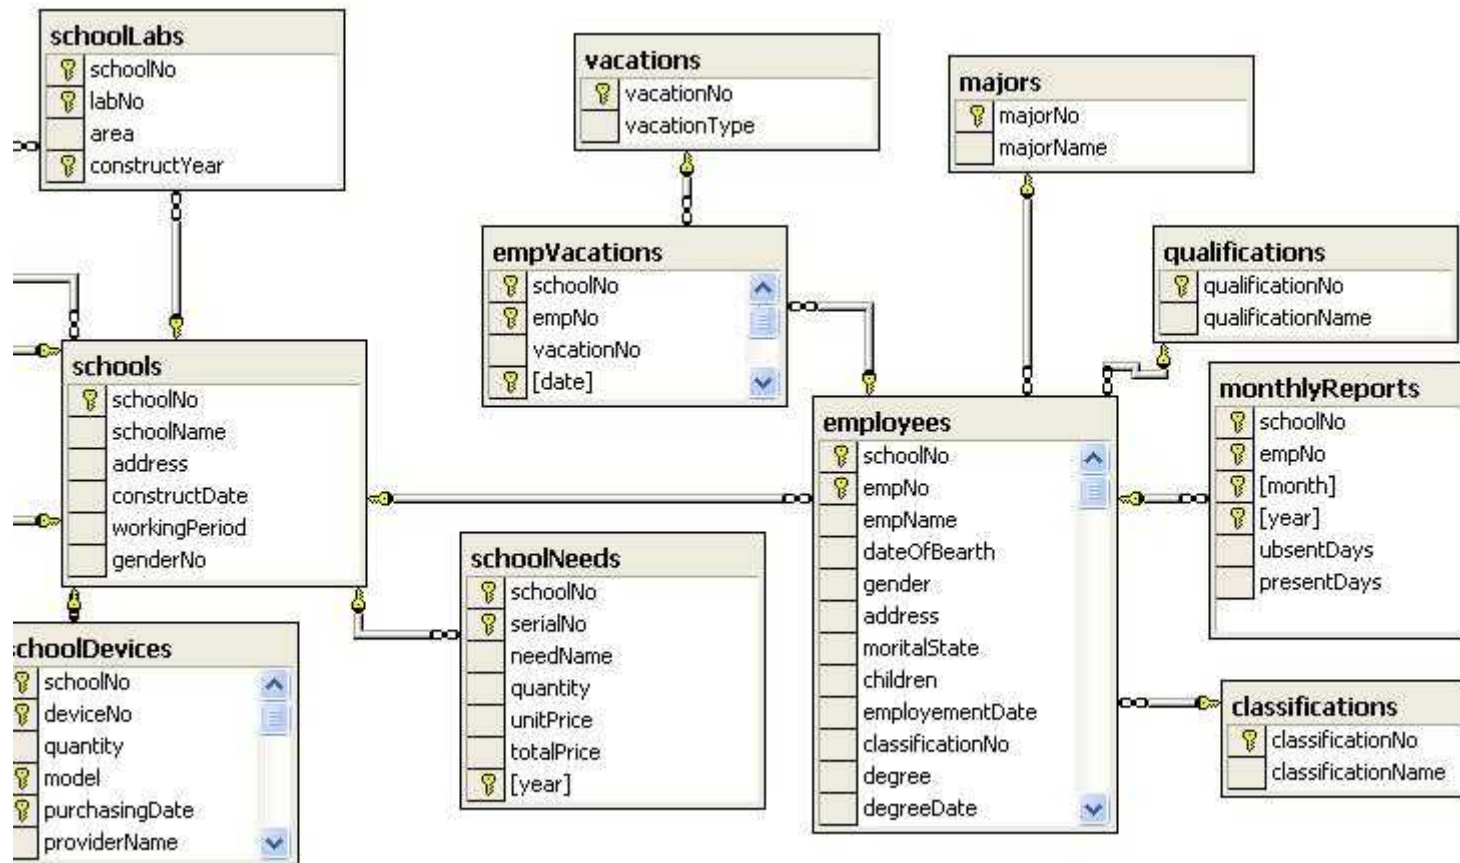 schoolLabs
schoolNo
labNo
area
constructYear
vacations
vacationNo
vacationType
majors
majorNo
majorName
empVacations
schoolNo
empNo
vacationNo
[date]
qualifications
qualificationNo
qualificationName
schools
schoolNo
schoolName
address
constructDate
workingPeriod
genderNo
employees
schoolNo
empNo
empName
dateOfBearth
gender
address
moritalState
children
employementDate
classificationNo
degree
degreeDate
monthlyReports
schoolNo
empNo
[month]
[year]
ubsentDays
presentDays
schoolNeeds
schoolNo
serialNo
needName
quantity
unitPrice
totalPrice
[year]
choolDevices
schoolNo
deviceNo
quantity
model
purchasingDate
providerName
classifications
classificationNo
classificationName